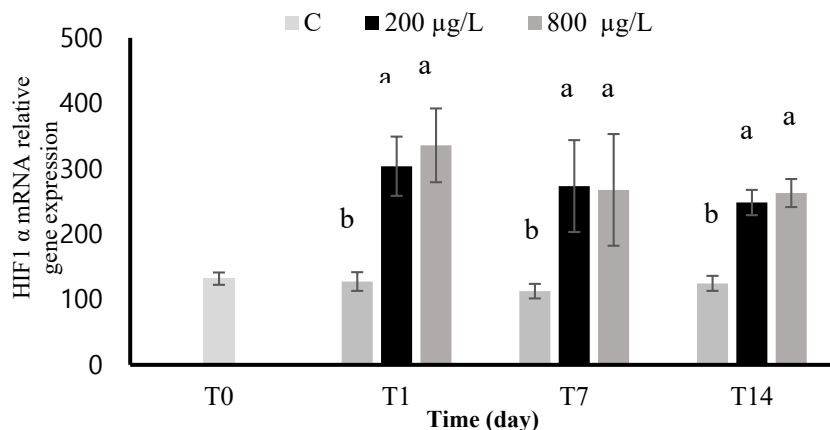 C 200 µg/L 800 µg/L
500
400
300
200
100
0
HIF1 α mRNA relative
gene expression
a a
b
a a
b
a a
b
T0 T1 T7 T14
Time (day)